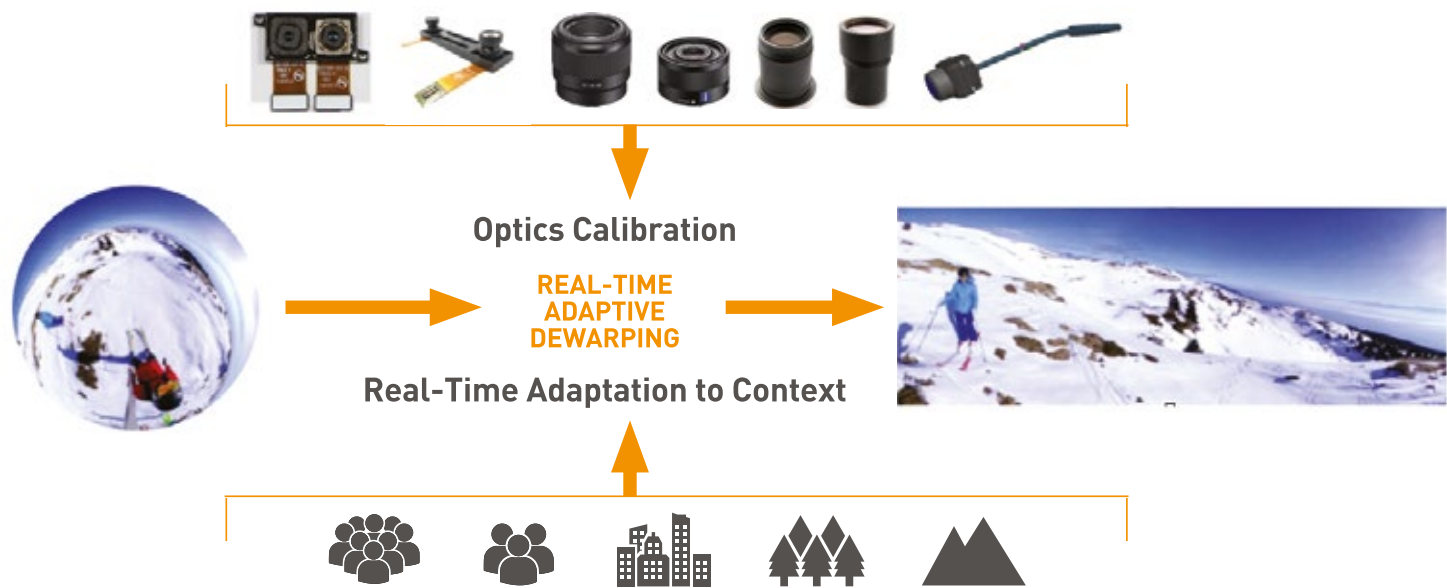 Optics Calibration
REAL-TIME
ADAPTIVE
DEWARPING
Real-Time Adaptation to Context